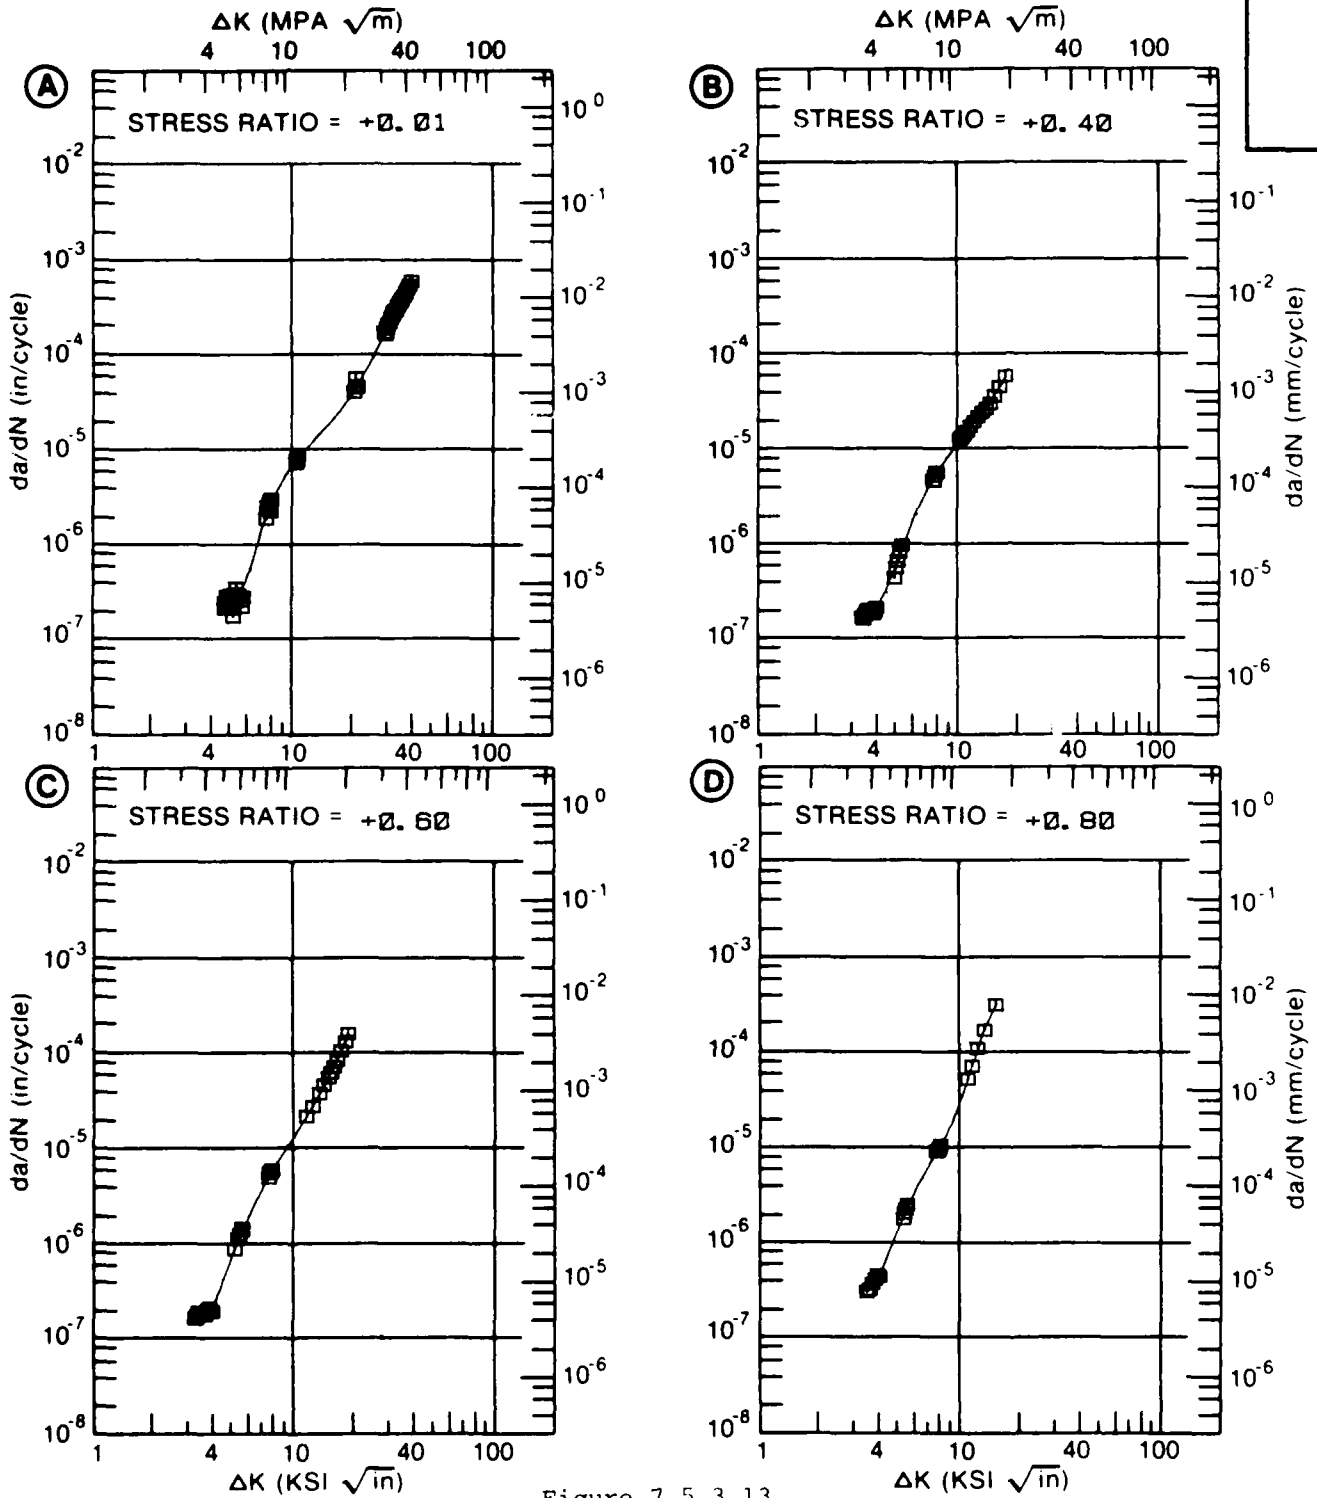 ΔK (MPA √m)
4 10 40 100
A
STRESS RATIO = +0.01
10^0
10^-2
10^-1
10^-3
10^-2
10^-4
10^-3
10^-5
10^-4
10^-6
10^-5
10^-7
10^-6
10^-8
da/dN (in/cycle)
1 4 10 40 100
ΔK (MPA √m)
4 10 40 100
B
STRESS RATIO = +0.40
10^-2
10^-1
10^-3
10^-2
10^-4
10^-3
10^-5
10^-4
10^-6
10^-5
10^-7
10^-6
10^-8
da/dN (mm/cycle)
1 4 10 40 100
C
STRESS RATIO = +0.60
10^0
10^-2
10^-1
10^-3
10^-2
10^-4
10^-3
10^-5
10^-4
10^-6
10^-5
10^-7
10^-6
10^-8
da/dN (in/cycle)
1 4 10 40 100
ΔK (KSI √in)
D
STRESS RATIO = +0.80
10^0
10^-2
10^-1
10^-3
10^-2
10^-4
10^-3
10^-5
10^-4
10^-6
10^-5
10^-7
10^-6
10^-8
da/dN (mm/cycle)
1 4 10 40 100
ΔK (KSI √in)
Figure 7.5.3.13